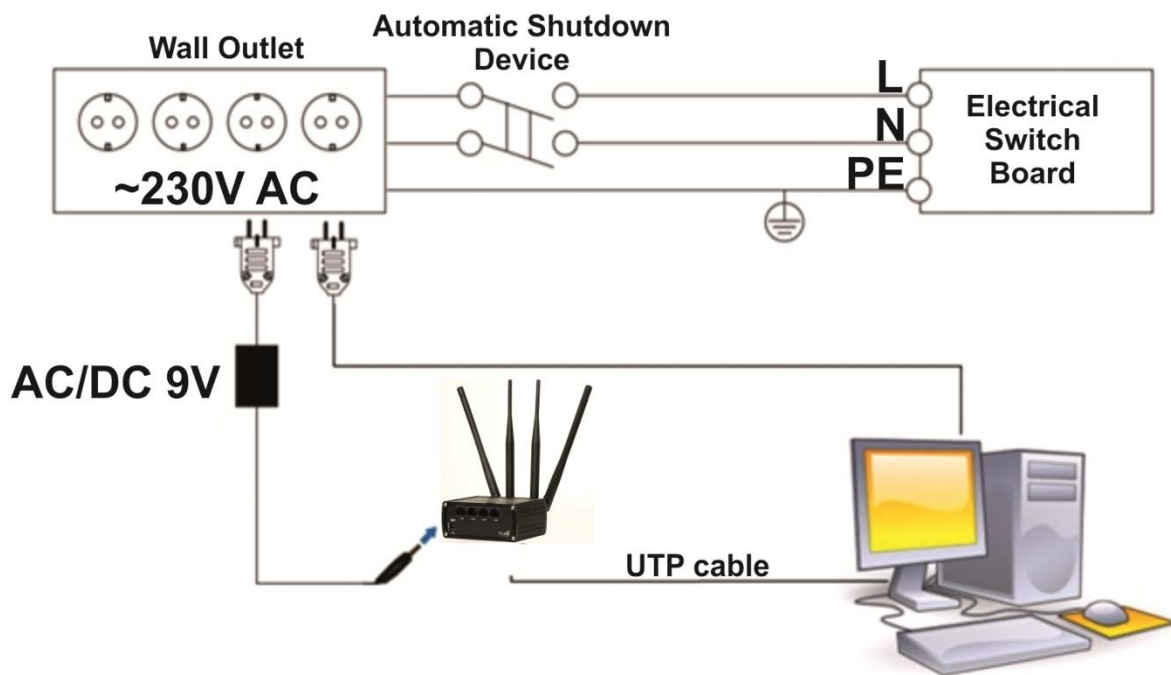 Wall Outlet
Automatic Shutdown
Device
~230V AC
L
N
PE
Electrical
Switch
Board
AC/DC 9V
UTP cable